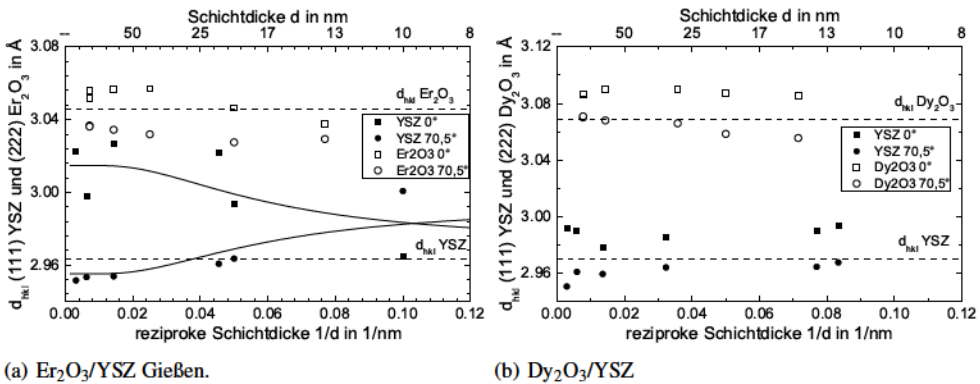 Schichtdicke d in nm
-- 50 25 17 13 10 8
d_hkl (111) YSZ und (222) Er₂O₃ in Å
3.08
3.04
3.00
2.96
d_hkl Er₂O₃
YSZ 0°
YSZ 70,5°
Er2O3 0°
Er2O3 70,5°
d_hkl YSZ
0.00 0.02 0.04 0.06 0.08 0.10 0.12
reziproke Schichtdicke 1/d in 1/nm
(a) Er₂O₃/YSZ Gießen.
Schichtdicke d in nm
-- 50 25 17 13 10 8
d_hkl (111) YSZ und (222) Dy₂O₃ in Å
3.12
3.08
3.04
3.00
2.96
d_hkl Dy₂O₃
YSZ 0°
YSZ 70,5°
Dy2O3 0°
Dy2O3 70,5°
d_hkl YSZ
0.00 0.02 0.04 0.06 0.08 0.10 0.12
reziproke Schichtdicke 1/d in 1/nm
(b) Dy₂O₃/YSZ